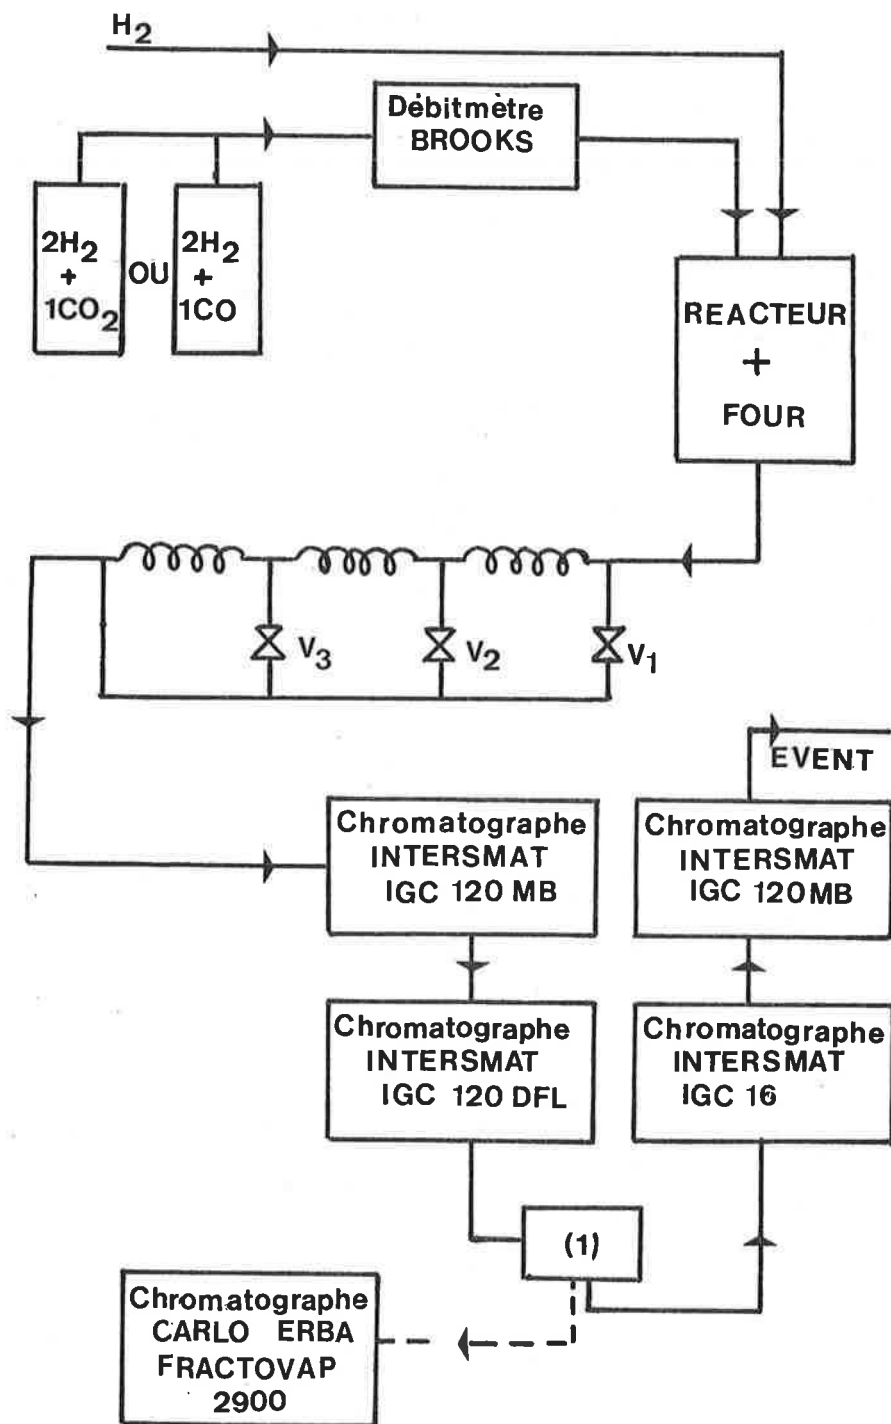 H2
Débitmètre
BROOKS
2H2
+
1CO2
OU
2H2
+
1CO
REACTEUR
+
FOUR
V3
V2
V1
EVENT
Chromatographe
INTERSMAT
IGC 120 MB
Chromatographe
INTERSMAT
IGC 120MB
Chromatographe
INTERSMAT
IGC 120 DFL
Chromatographe
INTERSMAT
IGC 16
(1)
Chromatographe
CARLO ERBA
FRACTOVAP
2900